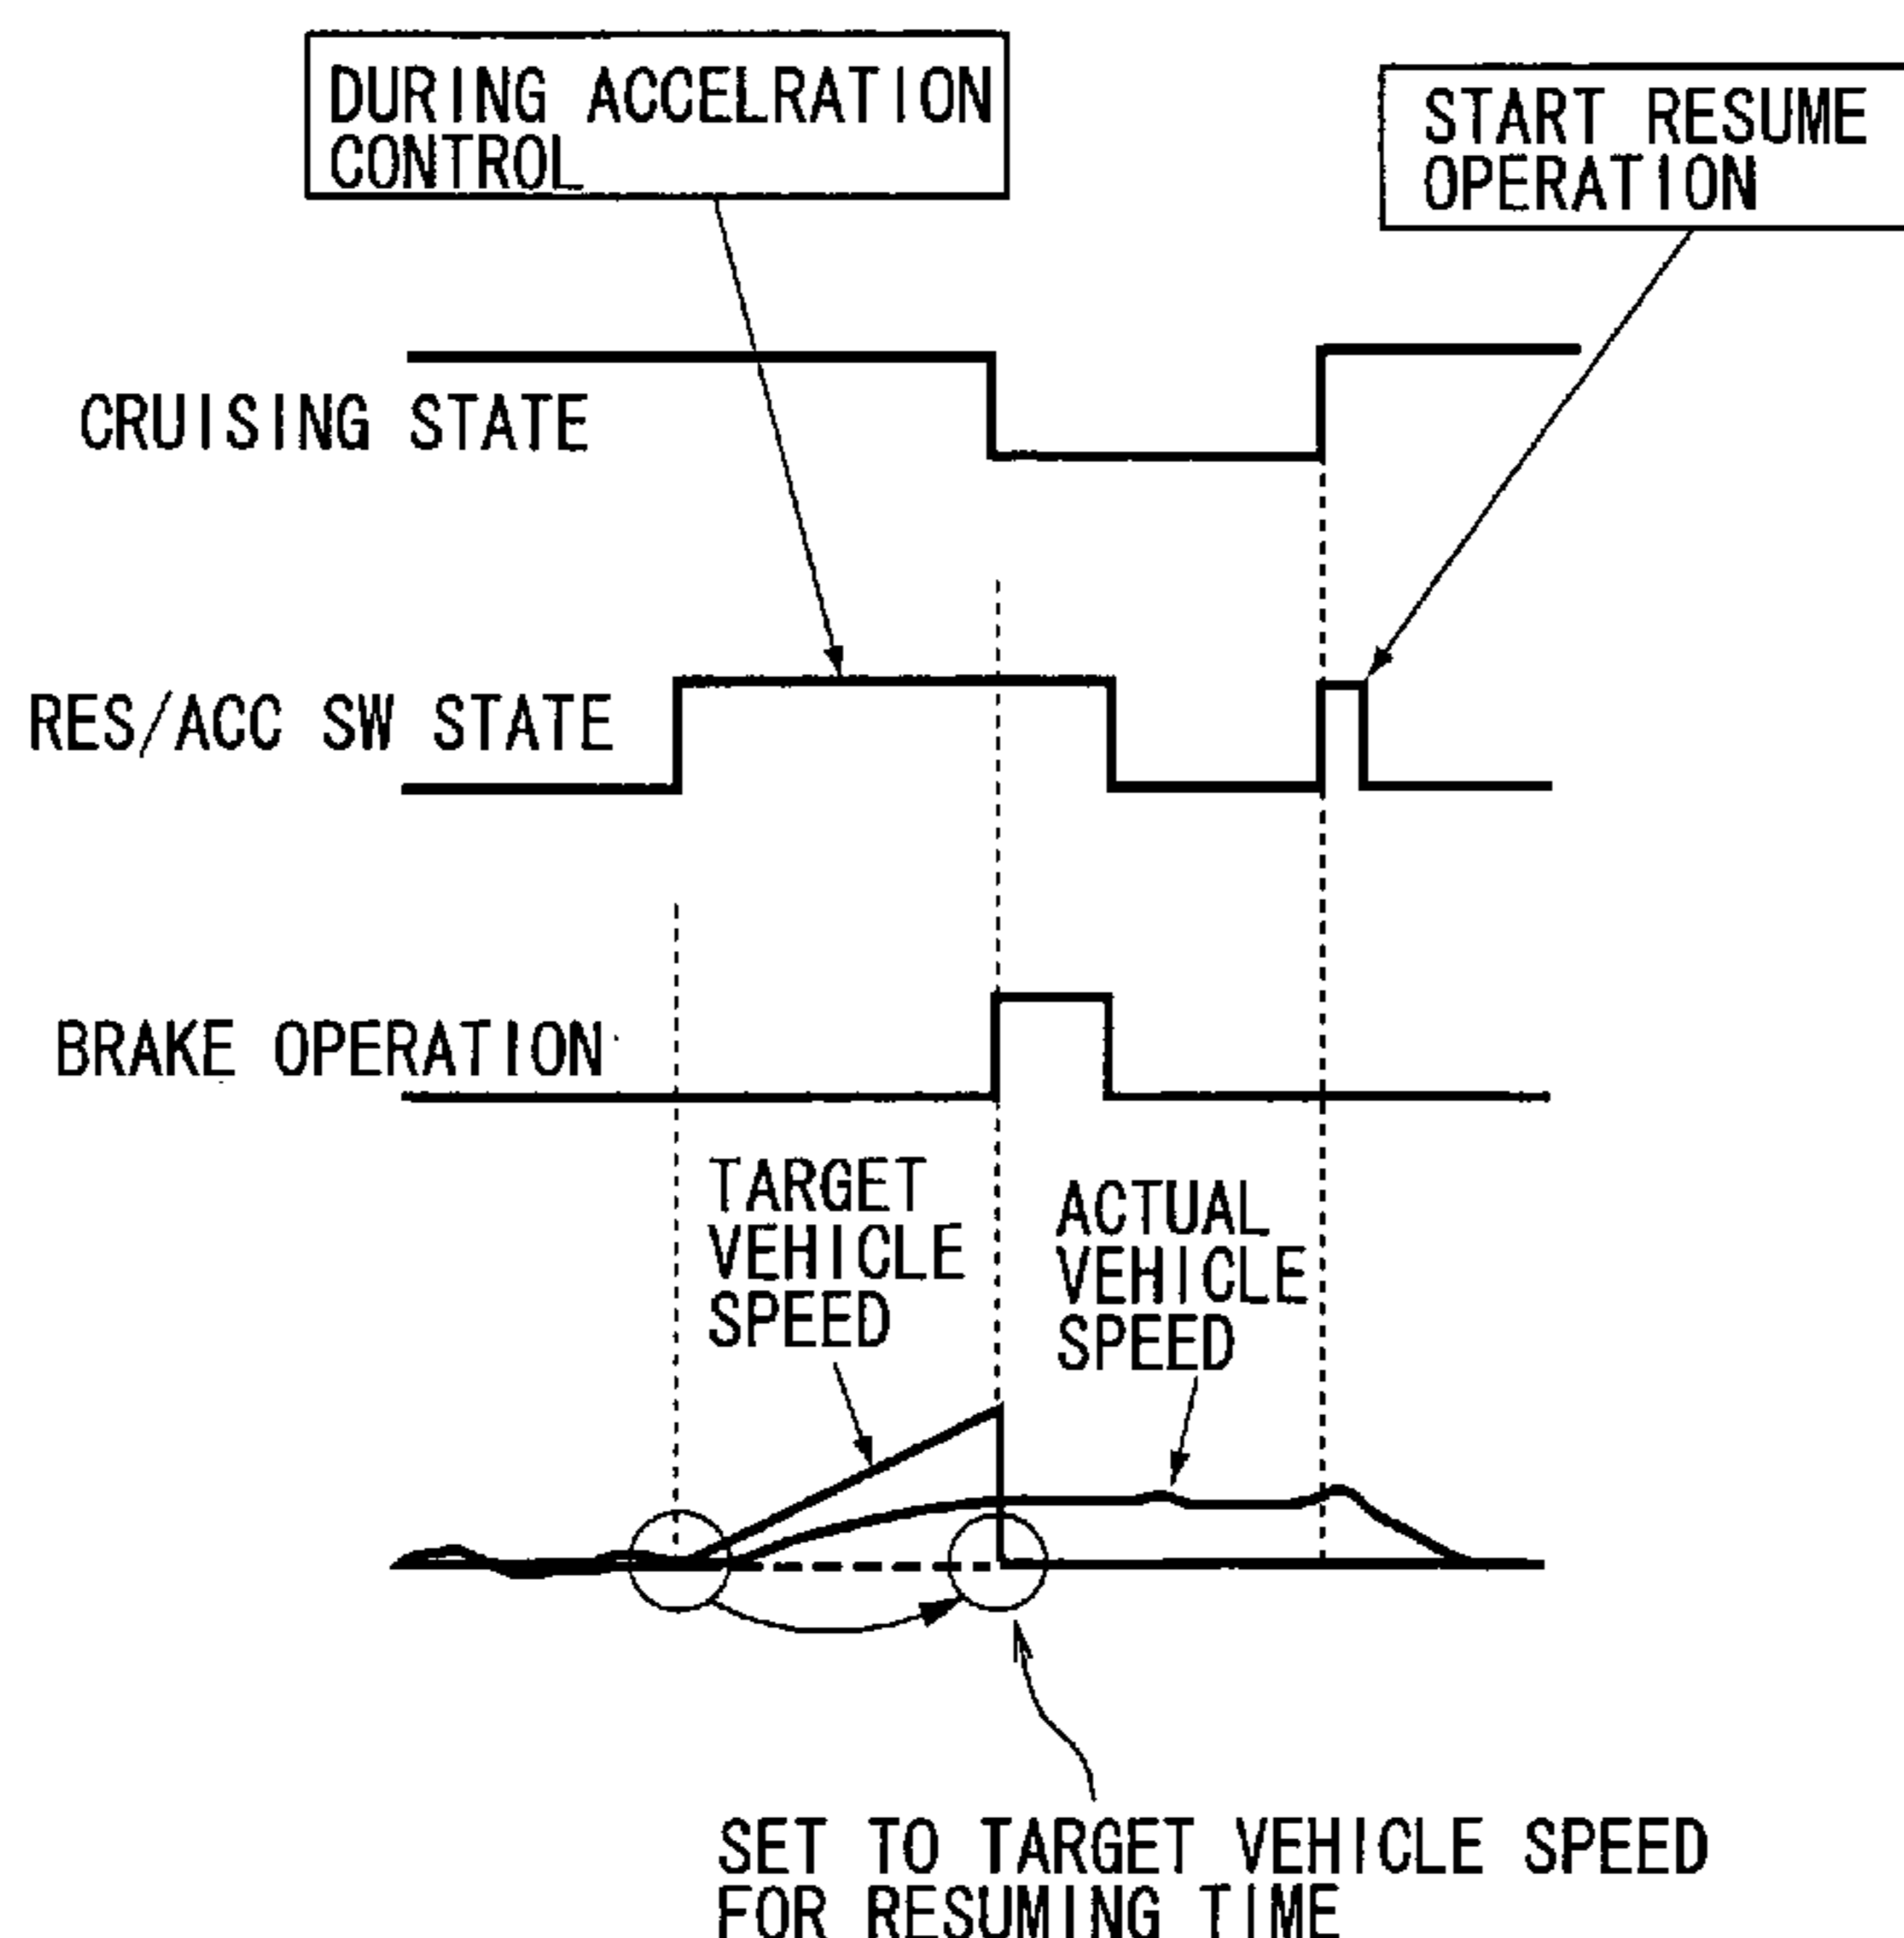 DURING ACCELRATION
CONTROL
START RESUME
OPERATION
CRUISING STATE
RES/ACC SW STATE
BRAKE OPERATION
TARGET
VEHICLE
SPEED
ACTUAL
VEHICLE
SPEED
SET TO TARGET VEHICLE SPEED
FOR RESUMING TIME